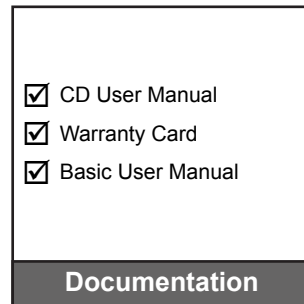 CD User Manual
Warranty Card
Basic User Manual
Documentation